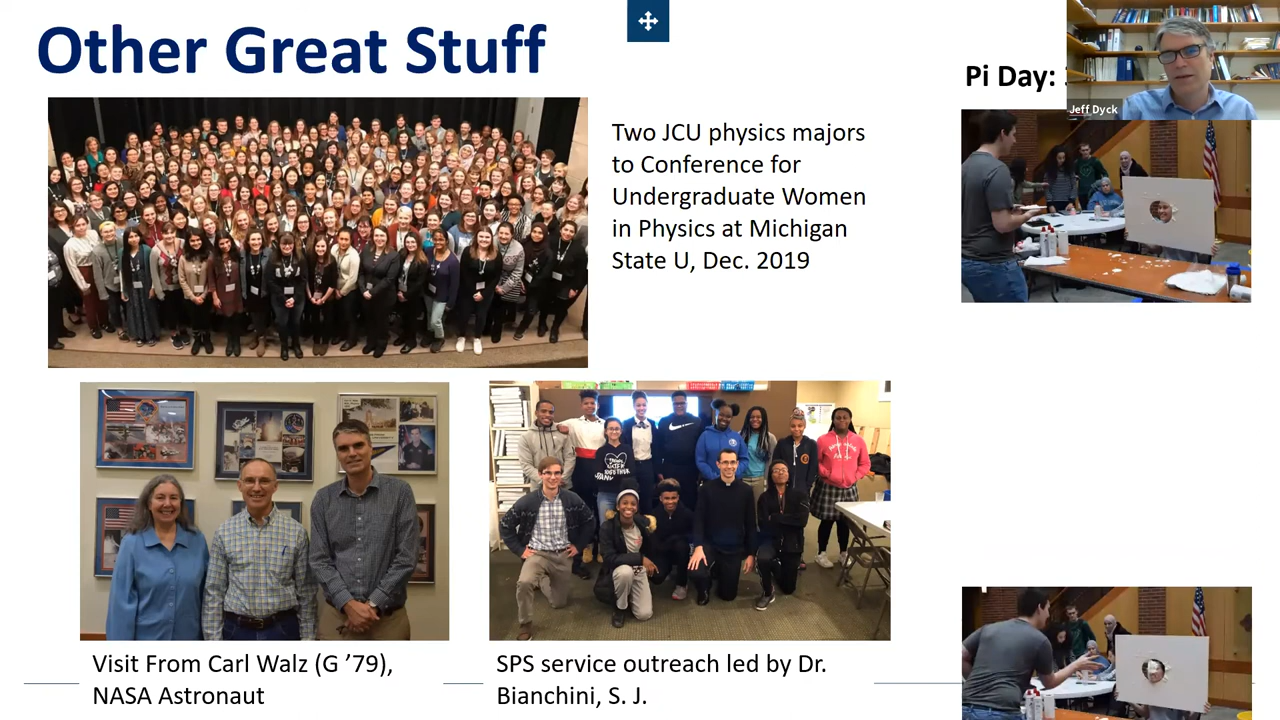 Other Great Stuff
Pi Day:
Jeff Dyck
Two JCU physics majors
to Conference for
Undergraduate Women
in Physics at Michigan
State U, Dec. 2019
Visit From Carl Walz (G ’79),
NASA Astronaut
SPS service outreach led by Dr.
Bianchini, S. J.